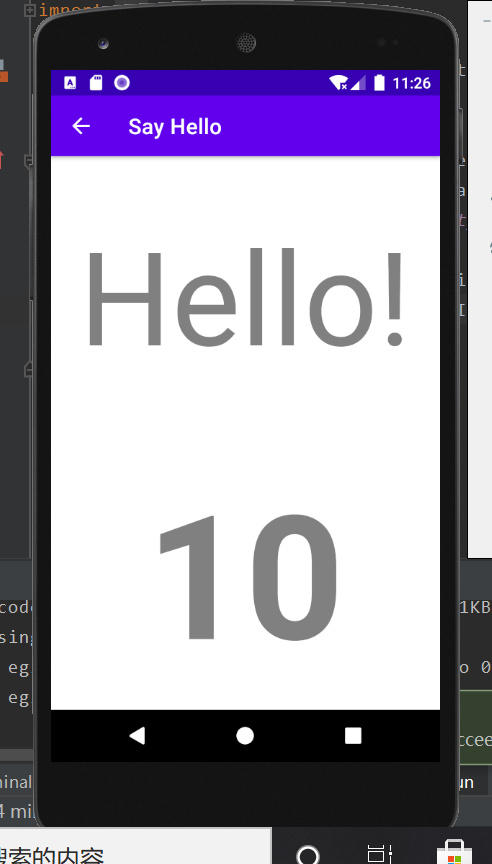 import
11:26
Say Hello
Hello!
10
code
1KB
sing
eg
o 0
eg
ccee
minal
un
4 mi
搜索的内容